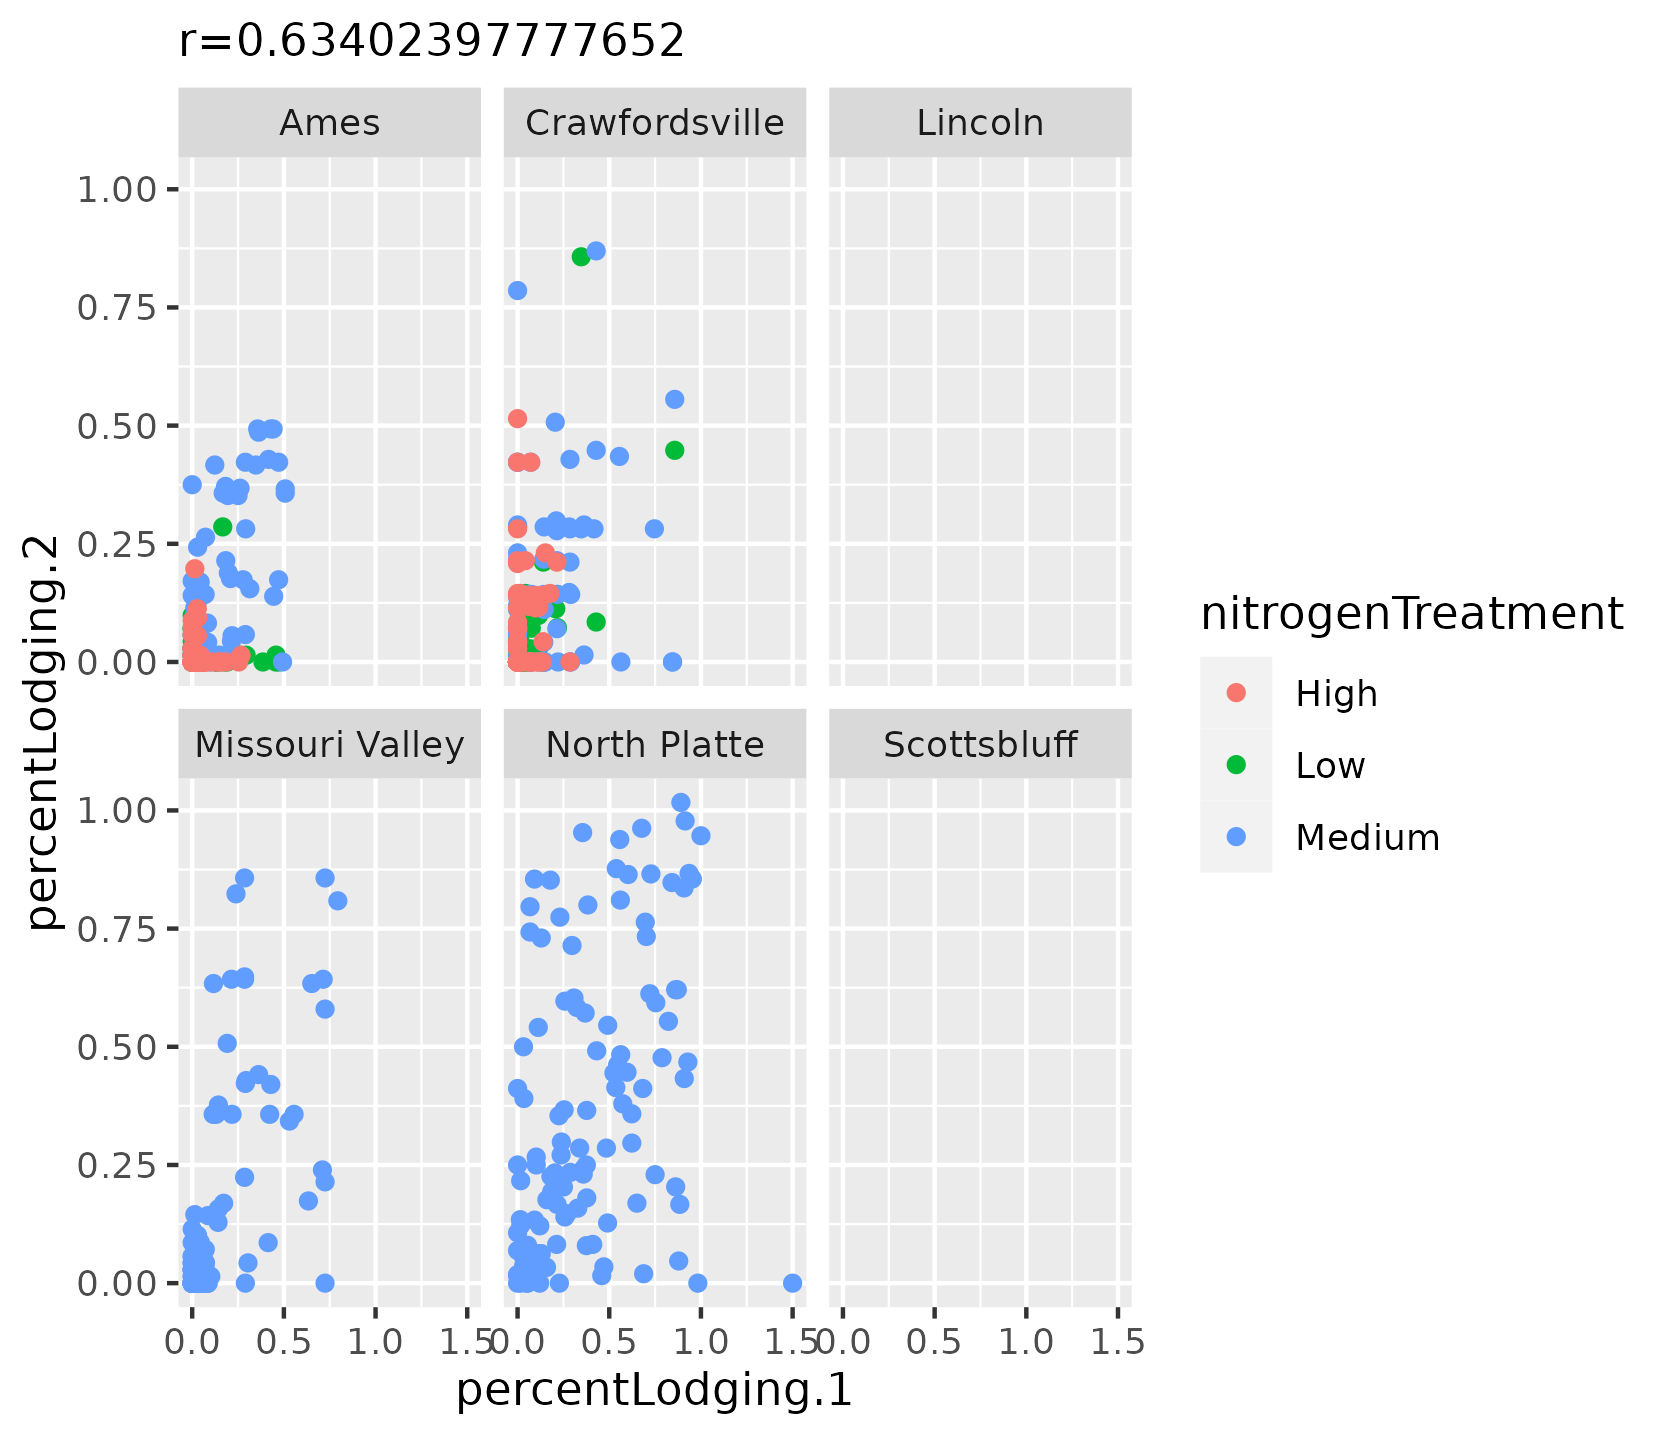 r=0.63402397777652
Ames
Crawfordsville
Lincoln
1.00
0.75
0.50
0.25
0.00
Missouri Valley
North Platte
Scottsbluff
1.00
0.75
0.50
0.25
0.00
0.0 0.5 1.0 1.5
0.0 0.5 1.0 1.5
0.0 0.5 1.0 1.5
percentLodging.1
percentLodging.2
nitrogenTreatment
High
Low
Medium